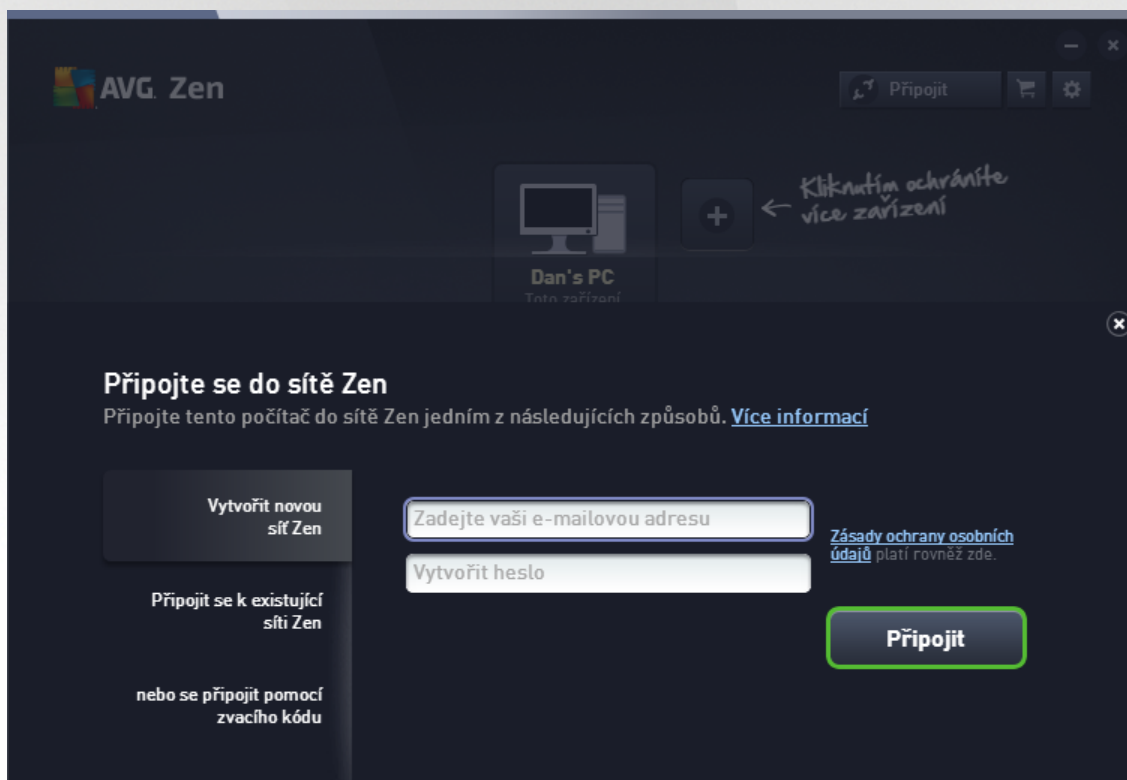 AVG. Zen
Připojit
Kliknutím ochráníte
více zařízení
Dan's PC
Toto zařízení
Připojte se do sítě Zen
Připojte tento počítač do sítě Zen jedním z následujících způsobů. Více informací
Vytvořit novou
síť Zen
Připojit se k existující
síti Zen
nebo se připojit pomocí
zvacího kódu
Zadejte vaši e-mailovou adresu
Vytvořit heslo
Zásady ochrany osobních
údajů platí rovněž zde.
Připojit